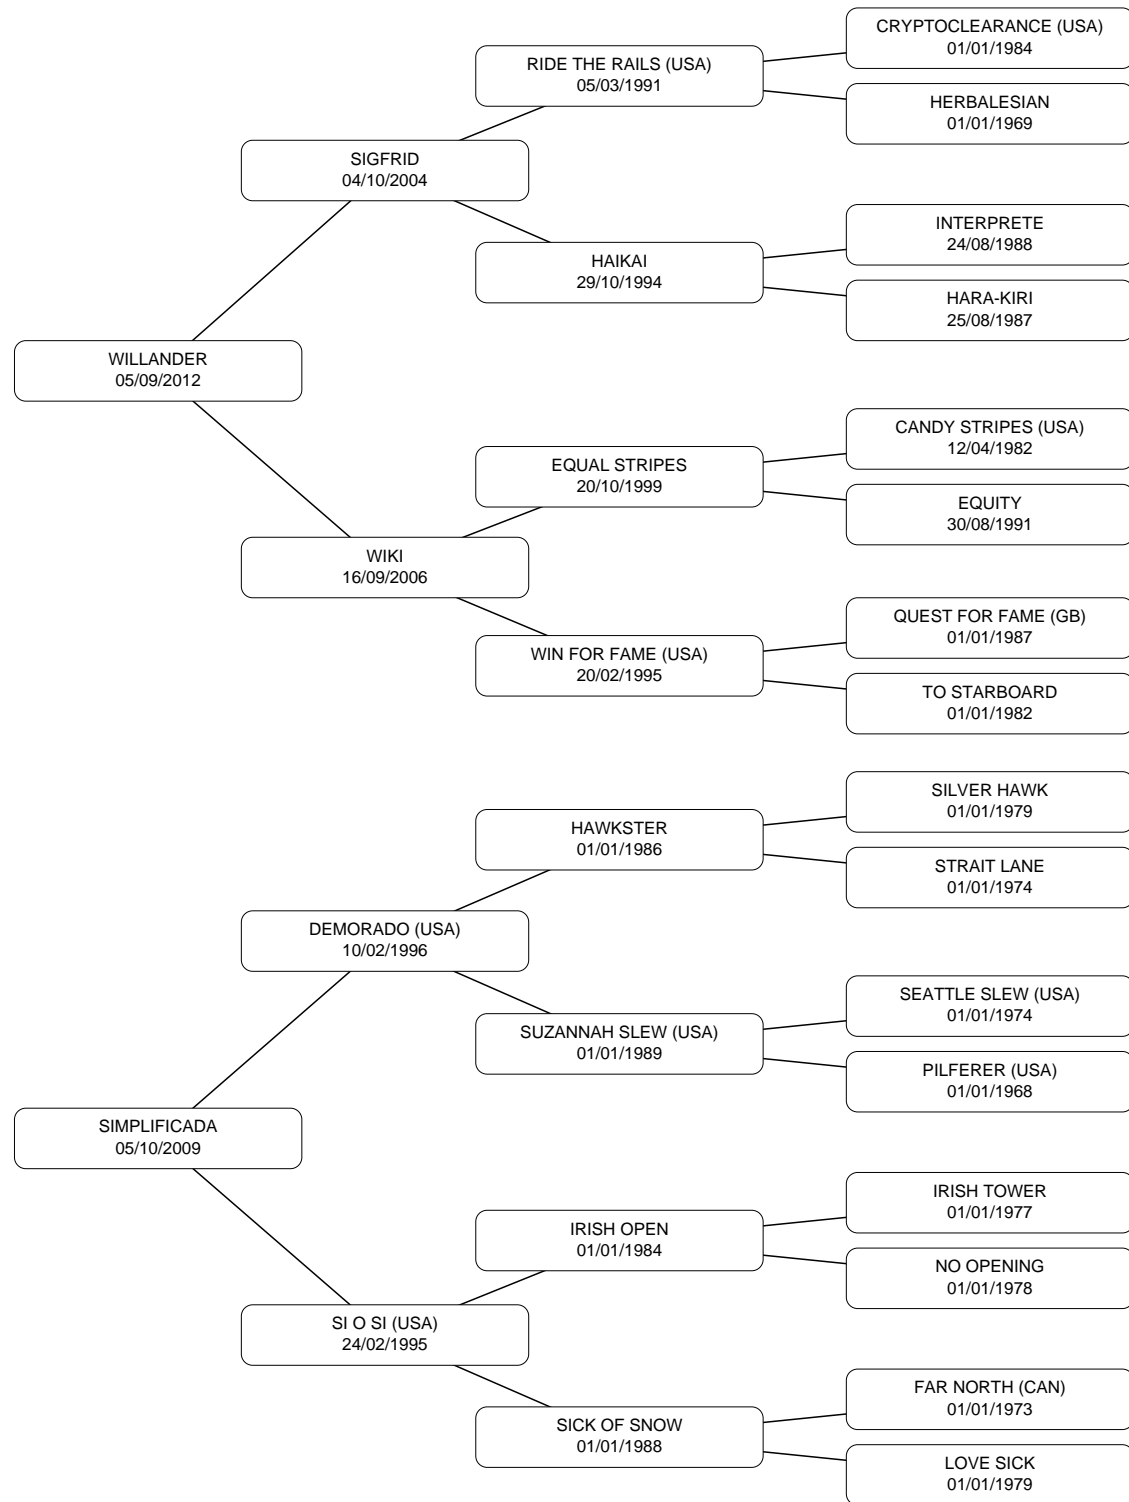 CRYPTOCLEARANCE (USA)
01/01/1984
RIDE THE RAILS (USA)
05/03/1991
HERBALESIAN
01/01/1969
SIGFRID
04/10/2004
INTERPRETE
24/08/1988
HAIKAI
29/10/1994
HARA-KIRI
25/08/1987
WILLANDER
05/09/2012
CANDY STRIPES (USA)
12/04/1982
EQUAL STRIPES
20/10/1999
EQUITY
30/08/1991
WIKI
16/09/2006
QUEST FOR FAME (GB)
01/01/1987
WIN FOR FAME (USA)
20/02/1995
TO STARBOARD
01/01/1982
SILVER HAWK
01/01/1979
HAWKSTER
01/01/1986
STRAIT LANE
01/01/1974
DEMORADO (USA)
10/02/1996
SEATTLE SLEW (USA)
01/01/1974
SUZANNAH SLEW (USA)
01/01/1989
PILFERER (USA)
01/01/1968
SIMPLIFICADA
05/10/2009
IRISH TOWER
01/01/1977
IRISH OPEN
01/01/1984
NO OPENING
01/01/1978
SI O SI (USA)
24/02/1995
FAR NORTH (CAN)
01/01/1973
SICK OF SNOW
01/01/1988
LOVE SICK
01/01/1979